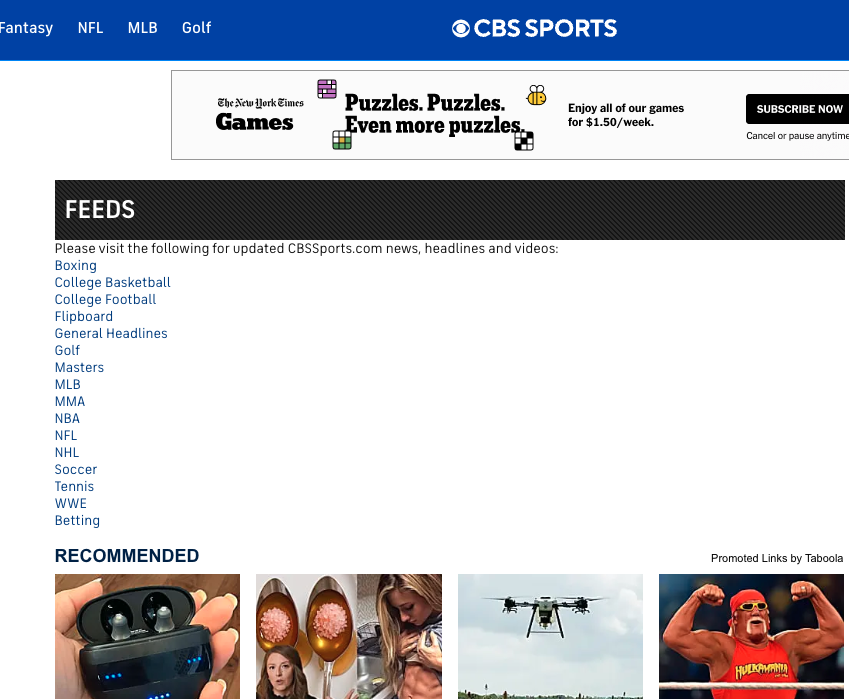 Fantasy NFL MLB Golf
CBS SPORTS
The New York Times
Games
Puzzles. Puzzles.
Even more puzzles.
Enjoy all of our games
for $1.50/week.
SUBSCRIBE NOW
Cancel or pause anytime
FEEDS
Please visit the following for updated CBSSports.com news, headlines and videos:
Boxing
College Basketball
College Football
Flipboard
General Headlines
Golf
Masters
MLB
MMA
NBA
NFL
NHL
Soccer
Tennis
WWE
Betting
RECOMMENDED
Promoted Links by Taboola
HULKAMANIA